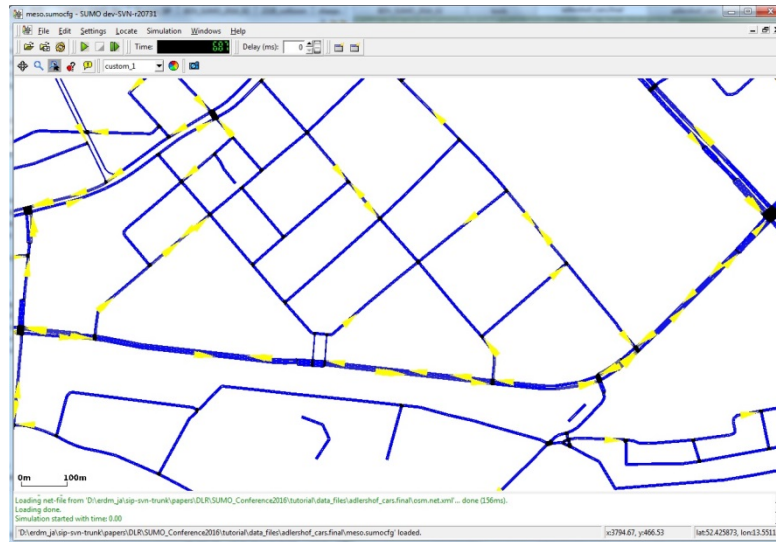 meso.sumocfg - SUMO dev-SVN-r20731
File Edit Settings Locate Simulation Windows Help
Time: 687 Delay (ms): 0
custom_1
0m 100m
Loading net-file from 'D:\erdm_ja\sip-svn-trunk\papers\DLR\SUMO_Conference2016\tutorial\data_files\adlershof_cars.final\osm.net.xml'... done (156ms).
Loading done.
Simulation started with time: 0.00
'D:\erdm_ja\sip-svn-trunk\papers\DLR\SUMO_Conference2016\tutorial\data_files\adlershof_cars.final\meso.sumocfg' loaded. x:3794.67, y:466.53 lat:52.425873, lon:13.5511